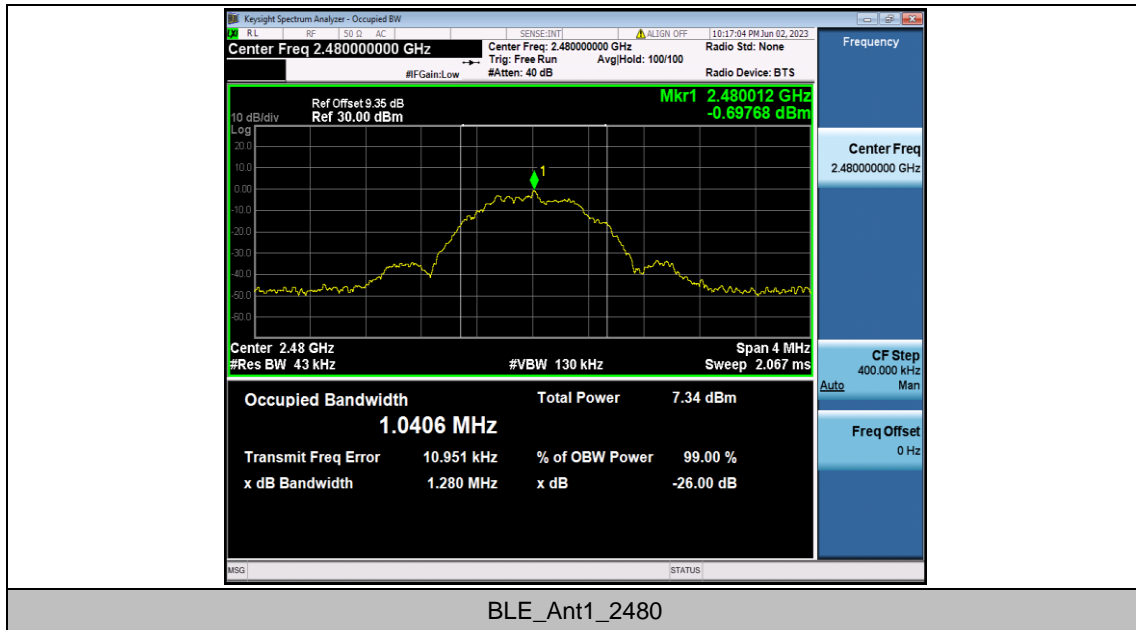 Keysight Spectrum Analyzer - Occupied BW
RL RF 50 Ω AC SENSE:INT ALIGN OFF 10:17:04 PM Jun 02, 2023
Center Freq 2.480000000 GHz
Center Freq: 2.480000000 GHz
Radio Std: None
Trig: Free Run Avg|Hold: 100/100
#IFGain:Low
#Atten: 40 dB
Radio Device: BTS
Frequency
Mkr1 2.480012 GHz
-0.69768 dBm
Ref Offset 9.35 dB
10 dB/div Ref 30.00 dBm
Log
20.0
10.0
0.00
-10.0
-20.0
-30.0
-40.0
-50.0
-60.0
1
Center 2.48 GHz Span 4 MHz
#Res BW 43 kHz #VBW 130 kHz Sweep 2.067 ms
Center Freq
2.480000000 GHz
CF Step
400.000 kHz
Auto Man
Freq Offset
0 Hz
Occupied Bandwidth Total Power 7.34 dBm
1.0406 MHz
Transmit Freq Error 10.951 kHz % of OBW Power 99.00 %
x dB Bandwidth 1.280 MHz x dB -26.00 dB
MSG STATUS
BLE_Ant1_2480